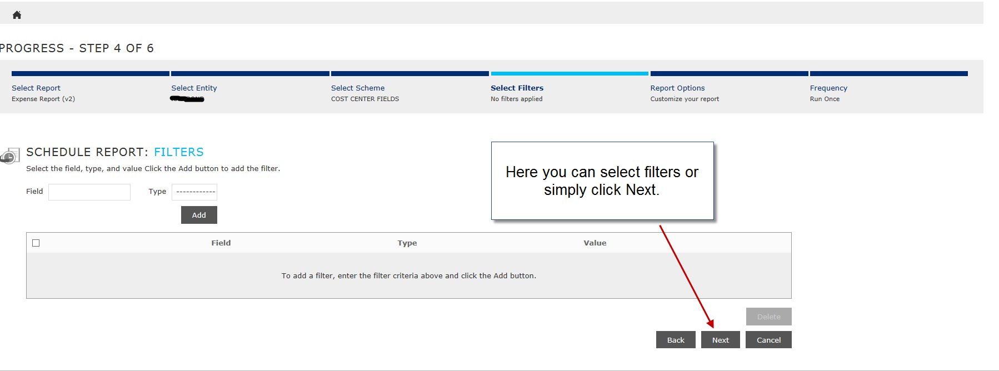 PROGRESS - STEP 4 OF 6
Select Report
Expense Report (v2)
Select Entity
Select Scheme
COST CENTER FIELDS
Select Filters
No filters applied
Report Options
Customize your report
Frequency
Run Once
SCHEDULE REPORT: FILTERS
Select the field, type, and value Click the Add button to add the filter.
Field
Type ------------
Add
Here you can select filters or
simply click Next.
Field Type Value
To add a filter, enter the filter criteria above and click the Add button.
Delete
Back Next Cancel